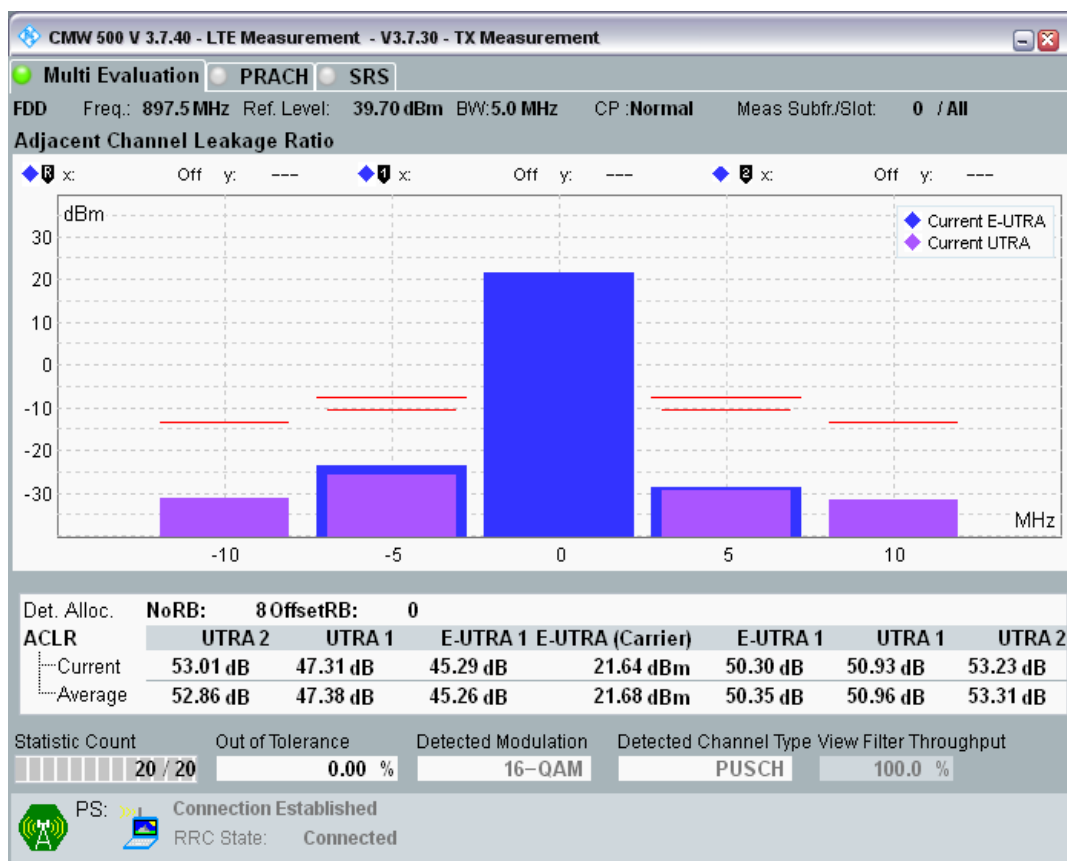 CMW 500 V 3.7.40 - LTE Measurement - V3.7.30 - TX Measurement
Multi Evaluation PRACH SRS
FDD Freq.: 897.5 MHz Ref. Level: 39.70 dBm BW:5.0 MHz CP :Normal Meas Subfr./Slot: 0 / All
Adjacent Channel Leakage Ratio
R x: Off y: --- 1 x: Off y: --- 2 x: Off y: ---
dBm
Current E-UTRA
Current UTRA
30
20
10
0
-10
-20
-30
MHz
-10 -5 0 5 10
Det. Alloc. NoRB: 8 OffsetRB: 0
ACLR UTRA 2 UTRA 1 E-UTRA 1 E-UTRA (Carrier) E-UTRA 1 UTRA 1 UTRA 2
Current 53.01 dB 47.31 dB 45.29 dB 21.64 dBm 50.30 dB 50.93 dB 53.23 dB
Average 52.86 dB 47.38 dB 45.26 dB 21.68 dBm 50.35 dB 50.96 dB 53.31 dB
Statistic Count Out of Tolerance Detected Modulation Detected Channel Type View Filter Throughput
20 / 20 0.00 % 16-QAM PUSCH 100.0 %
PS: Connection Established
RRC State: Connected